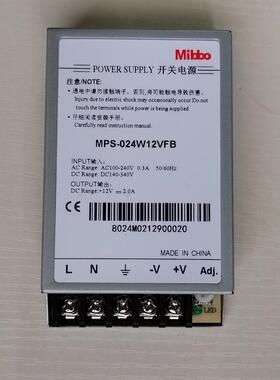 Mibbo
POWER SUPPLY 开关电源
注意/NOTE:
• 通电中请勿接触端子，否则，将可能触电导致伤害。
Injury due to electric shock may occurrally. Do not
touch the terminals while power is being supplied
• 仔细阅读安装手册。
Carefully read instruction manual.
MPS-024W12VFB
INPUT输入:
AC Range: AC100-240V 0.3A 50/60HZ
DC Range: DC140-340V
OUTPUT输出:
DC Range:+12V ⎓ 2.0A
8024M0212900020
MADE IN CHINA
L N ⏚ -V +V Adj.
LED